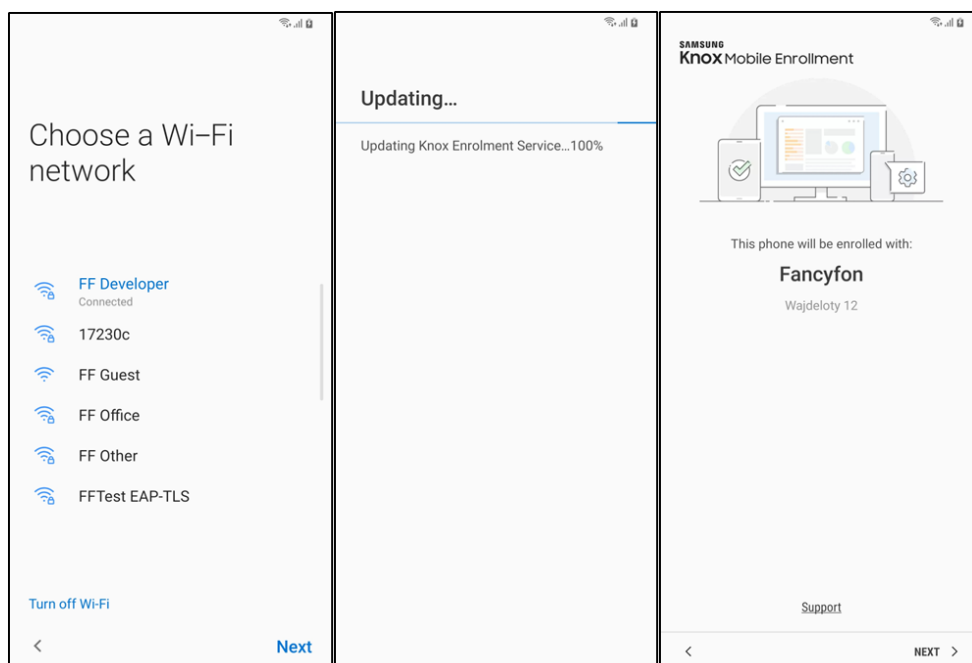 Choose a Wi-Fi
network
FF Developer
Connected
17230c
FF Guest
FF Office
FF Other
FFTest EAP-TLS
Turn off Wi-Fi
Next
Updating...
Updating Knox Enrolment Service...100%
SAMSUNG
Knox Mobile Enrollment
This phone will be enrolled with:
Fancyfon
Wajdeloty 12
Support
NEXT